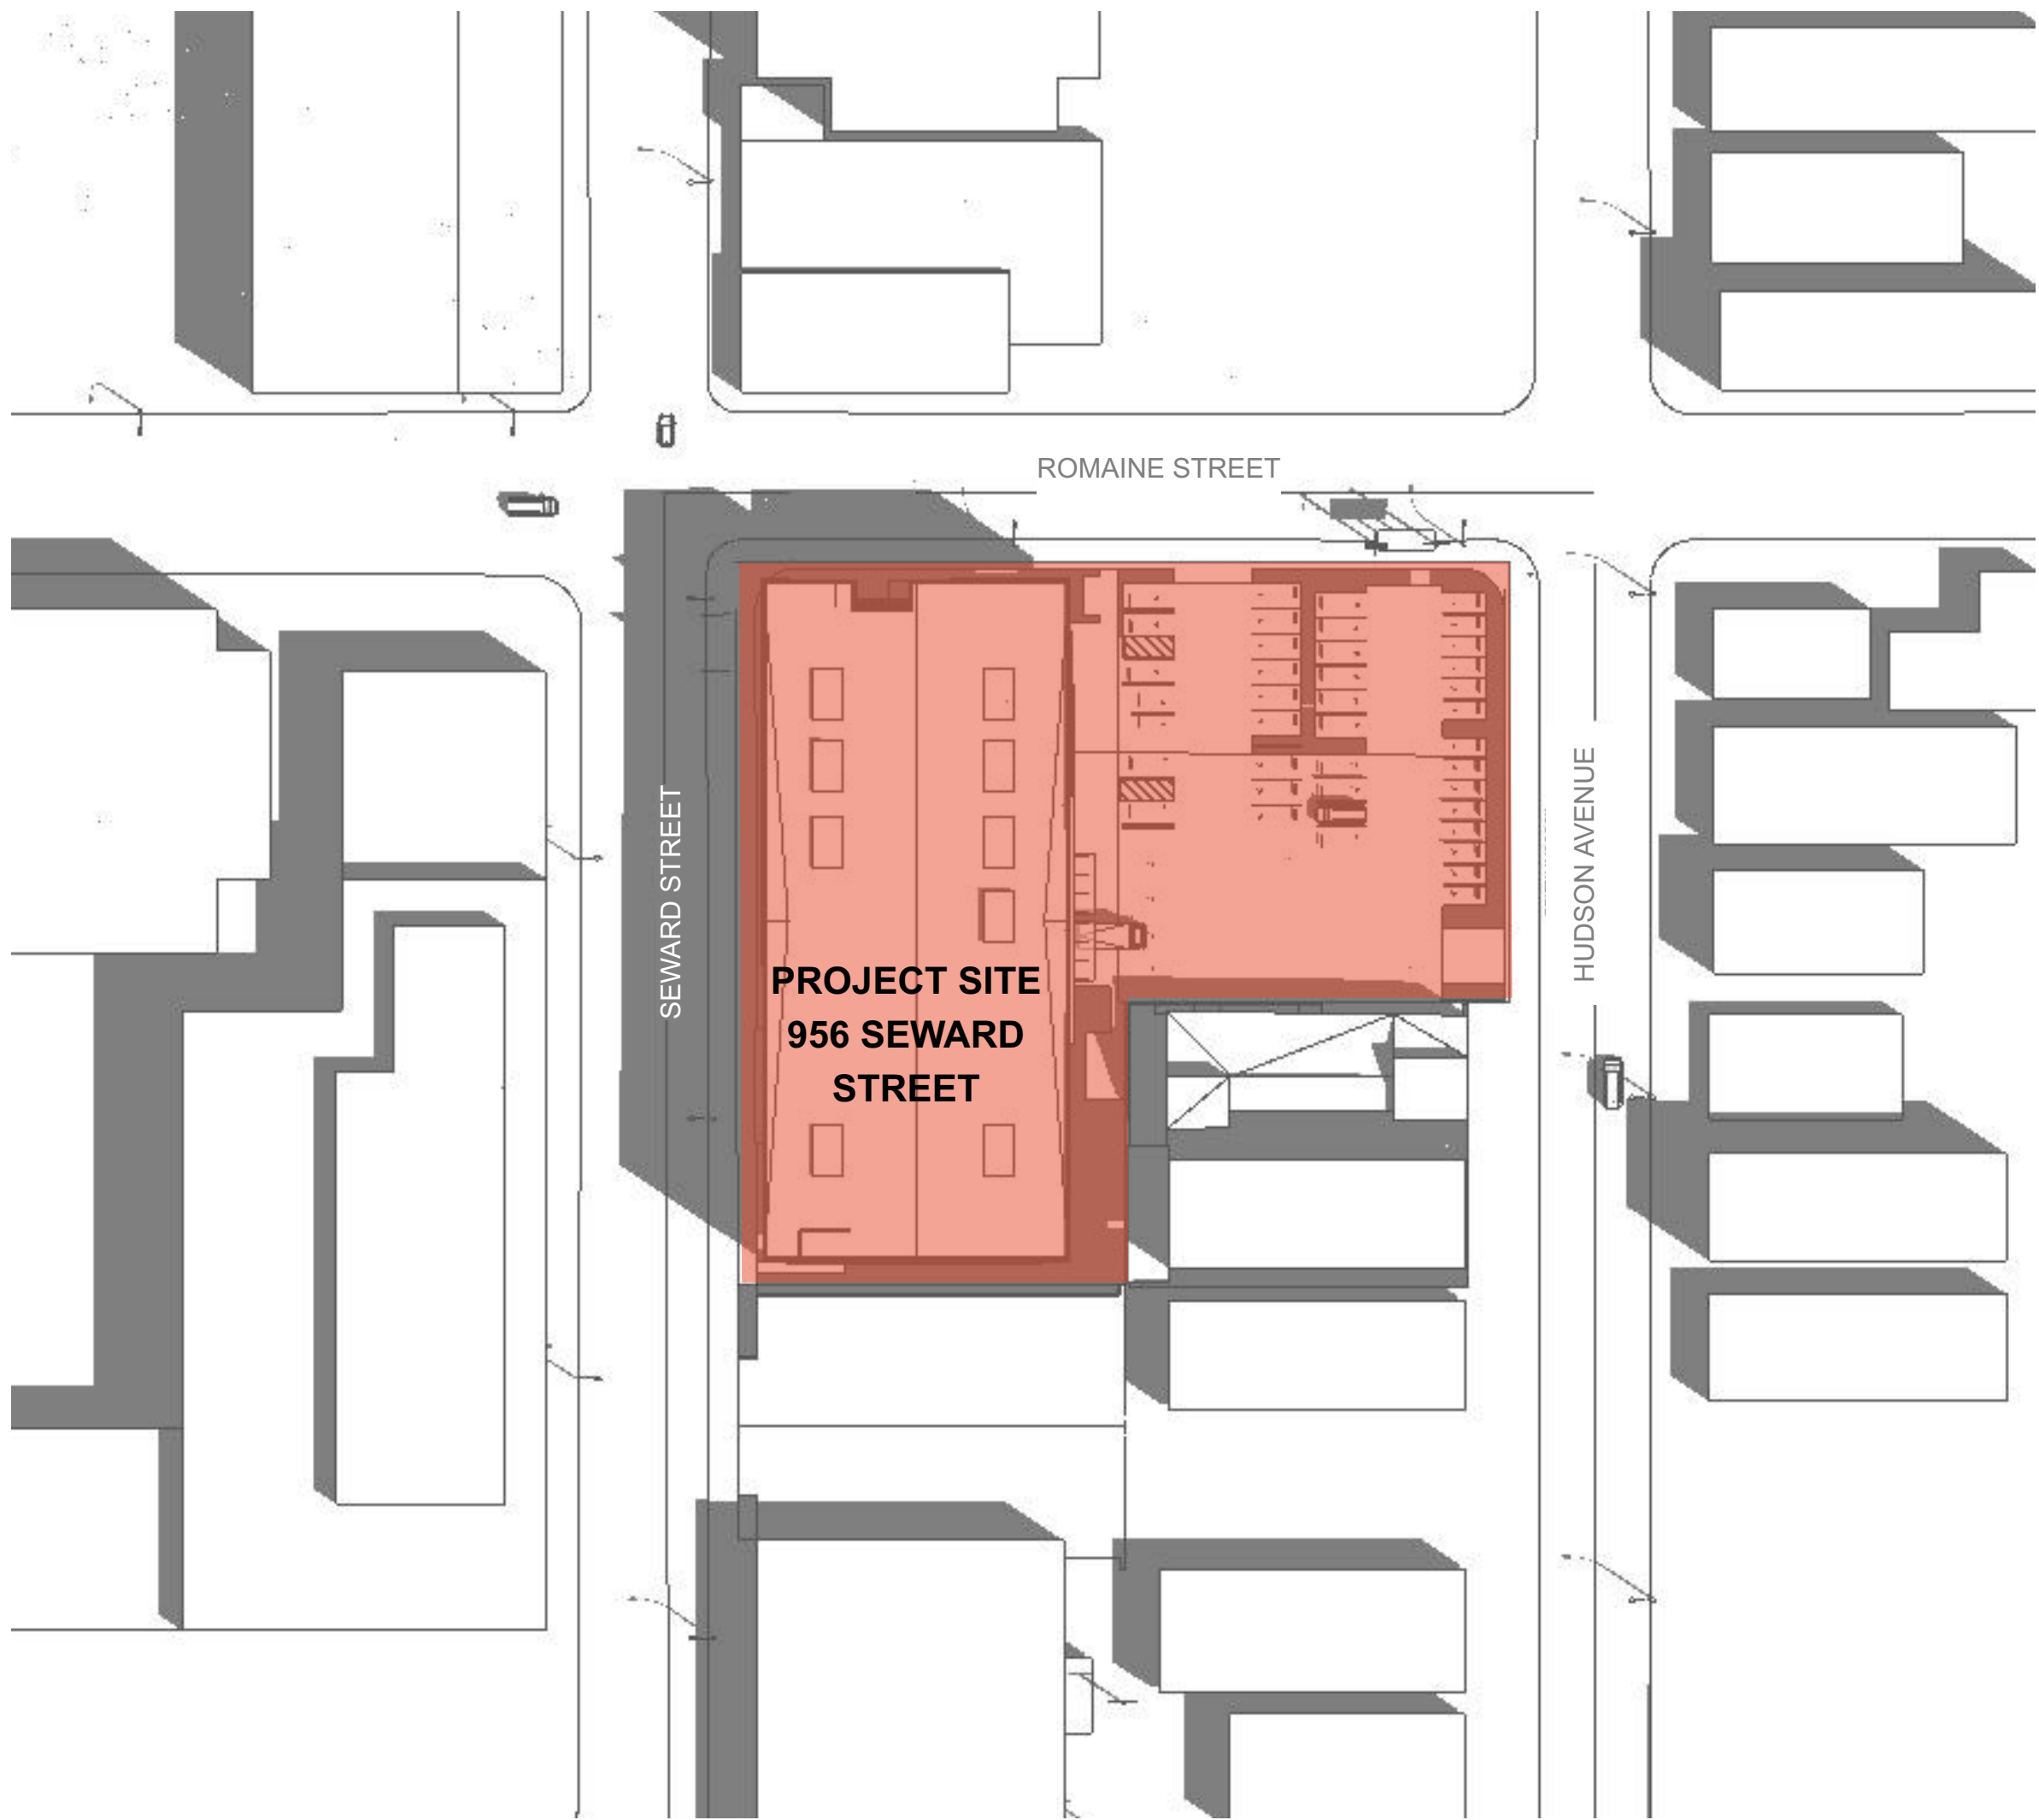 ROMAINE STREET
SEWARD STREET
HUDSON AVENUE
PROJECT SITE
956 SEWARD
STREET